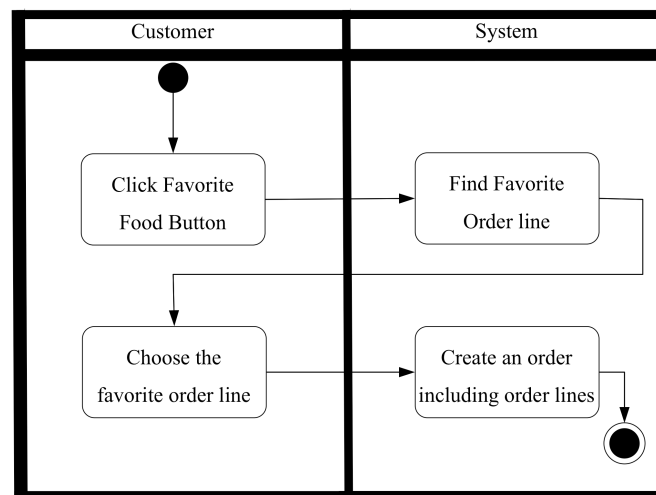 Customer
System
Click Favorite
Food Button
Find Favorite
Order line
Choose the
favorite order line
Create an order
including order lines